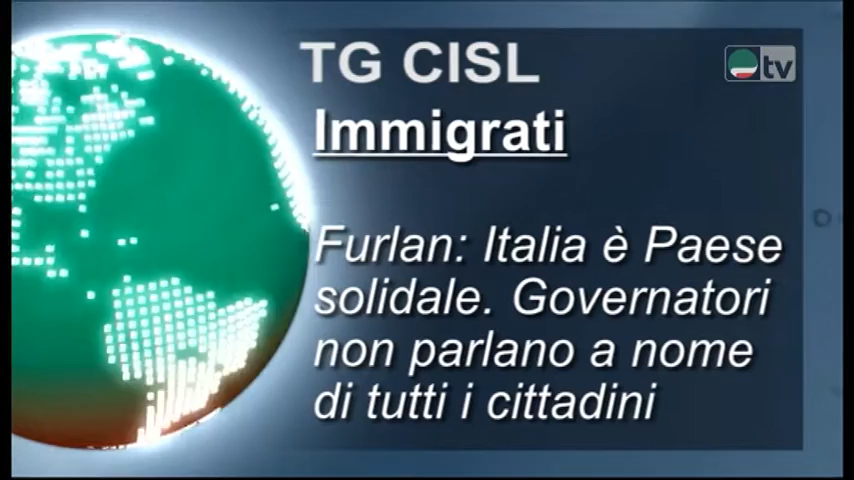 TG CISL
tv
Immigrati
Furlan: Italia è Paese
solidale. Governatori
non parlano a nome
di tutti i cittadini